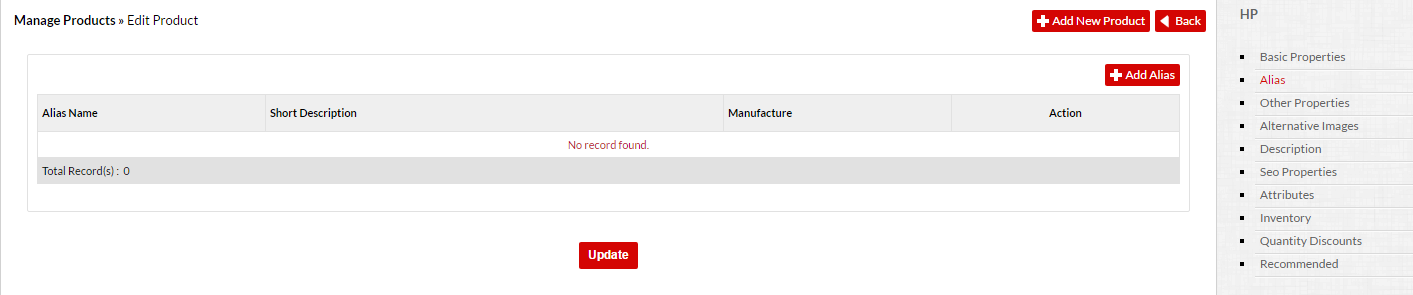 Manage Products » Edit Product
Add New Product
Back
Add Alias
Alias Name Short Description Manufacture Action
No record found.
Total Record(s) : 0
Update
HP
Basic Properties
Alias
Other Properties
Alternative Images
Description
Seo Properties
Attributes
Inventory
Quantity Discounts
Recommended